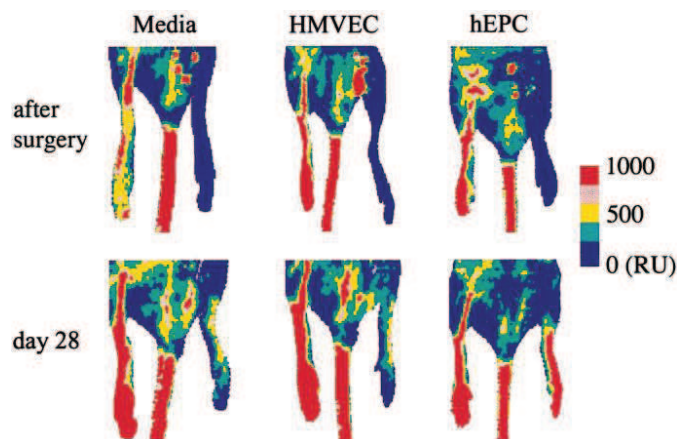 Media
HMVEC
hEPC
after
surgery
1000
500
0 (RU)
day 28